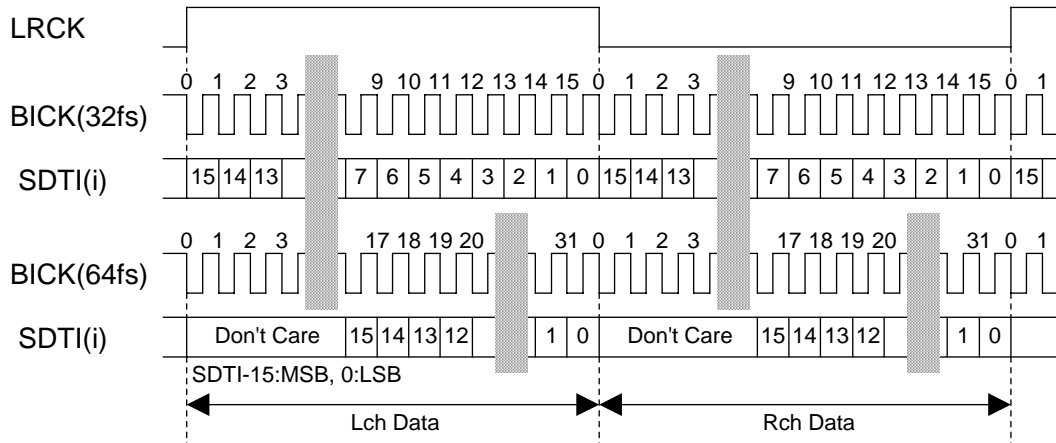 LRCK
0 1 2 3 9 10 11 12 13 14 15 0 1 2 3 9 10 11 12 13 14 15 0 1
BICK(32fs)
SDTI(i) 15 14 13 7 6 5 4 3 2 1 0 15 14 13 7 6 5 4 3 2 1 0 15
0 1 2 3 17 18 19 20 31 0 1 2 3 17 18 19 20 31 0 1
BICK(64fs)
SDTI(i) Don't Care 15 14 13 12 1 0 Don't Care 15 14 13 12 1 0
SDTI-15:MSB, 0:LSB
Lch Data Rch Data